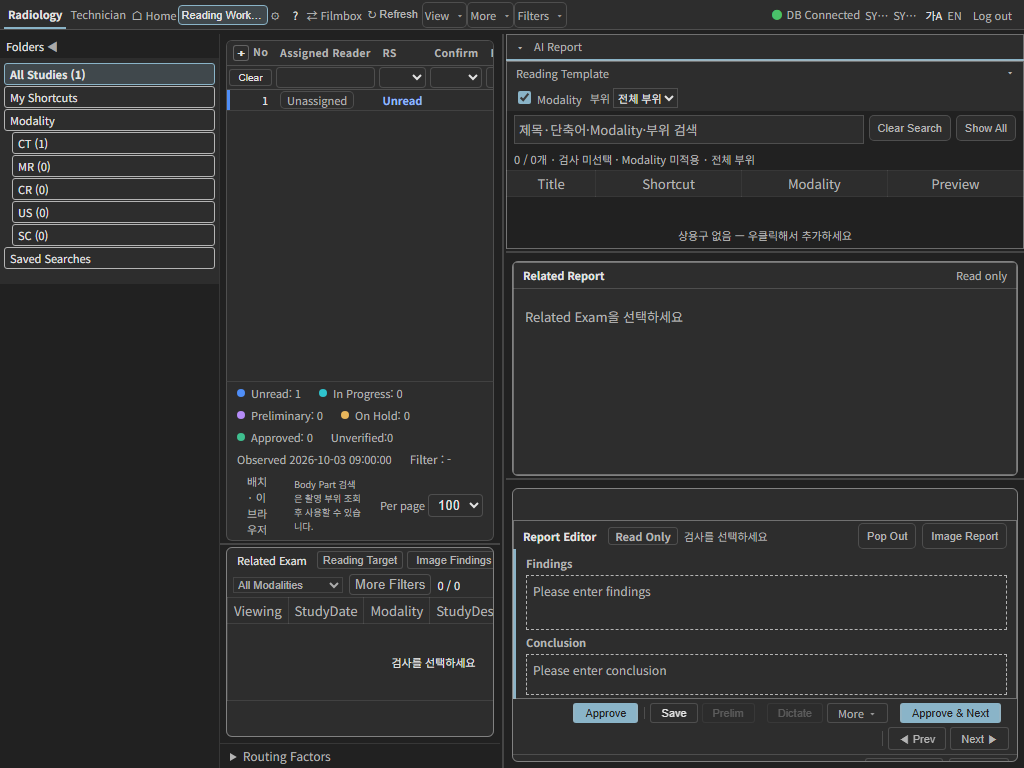 Radiology Technician Home Reading Work... ? Filmbox Refresh View More Filters DB Connected SY… SY… 가A EN Log out
Folders
All Studies (1)
My Shortcuts
Modality
CT (1)
MR (0)
CR (0)
US (0)
SC (0)
Saved Searches
+ No Assigned Reader RS Confirm
Clear
1 Unassigned Unread
Unread: 1 In Progress: 0
Preliminary: 0 On Hold: 0
Approved: 0 Unverified:0
Observed 2026-10-03 09:00:00 Filter : -
배치
· 이
브라
우저
Body Part 검색
은 촬영 부위 조회
후 사용할 수 있습
니다.
Per page 100
Related Exam Reading Target Image Findings
All Modalities More Filters 0 / 0
Viewing StudyDate Modality StudyDes
검사를 선택하세요
Routing Factors
AI Report
Reading Template
Modality 부위 전체 부위
제목·단축어·Modality·부위 검색 Clear Search Show All
0 / 0개 · 검사 미선택 · Modality 미적용 · 전체 부위
Title Shortcut Modality Preview
상용구 없음 — 우클릭해서 추가하세요
Related Report Read only
Related Exam을 선택하세요
Report Editor Read Only 검사를 선택하세요 Pop Out Image Report
Findings
Please enter findings
Conclusion
Please enter conclusion
Approve Save Prelim Dictate More Approve & Next
Prev Next